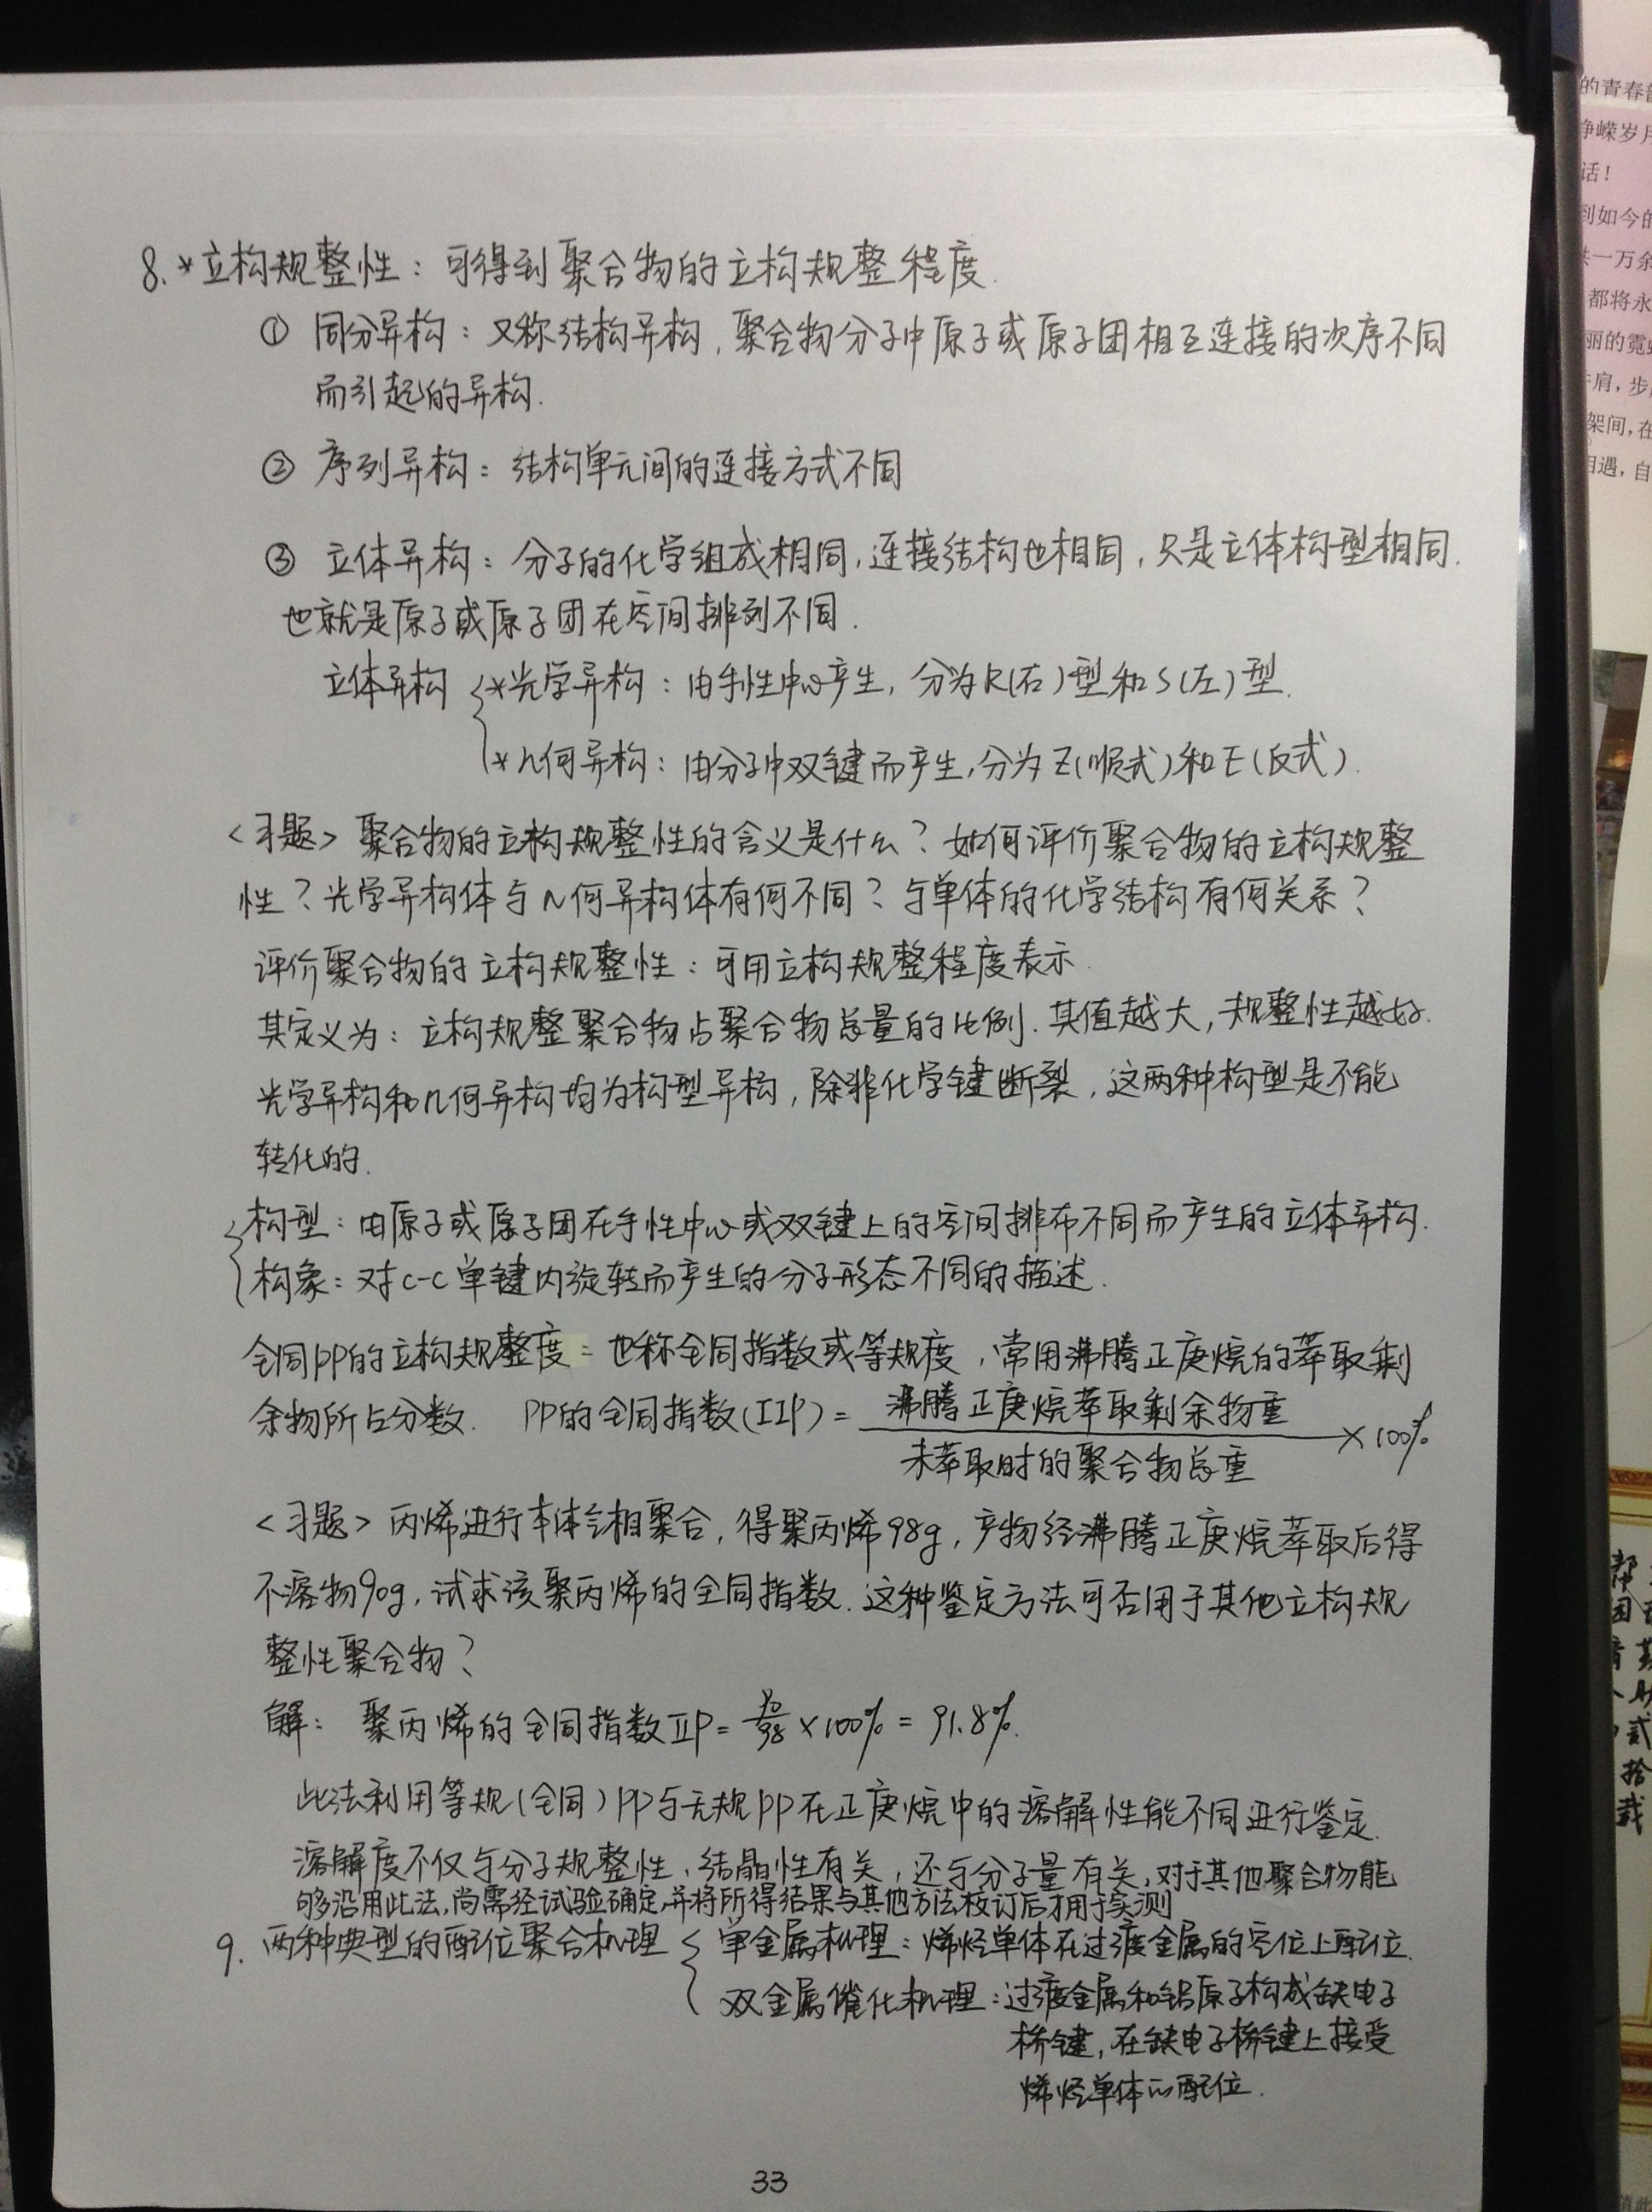 8.*立构规整性：可得到聚合物的立构规整程度.
① 同分异构：又称结构异构，聚合物分子中原子或原子团相互连接的次序不同
而引起的异构.
② 序列异构：结构单元间的连接方式不同
③ 立体异构：分子的化学组成相同，连接结构也相同，只是立体构型相同.
也就是原子或原子团在空间排列不同.
立体异构 *光学异构：由手性中心产生，分为R(右)型和S(左)型.
*几何异构：由分子中双键而产生，分为Z(顺式)和E(反式).
<习题>聚合物的立构规整性的含义是什么？如何评价聚合物的立构规整
性？光学异构体与几何异构体有何不同？与单体的化学结构有何关系？
评价聚合物的立构规整性：可用立构规整程度表示.
其定义为：立构规整聚合物占聚合物总量的比例.其值越大，规整性越好.
光学异构和几何异构均为构型异构，除非化学键断裂，这两种构型是不能
转化的.
构型：由原子或原子团在手性中心或双键上的空间排布不同而产生的立体异构.
构象：对C-C单键内旋转而产生的分子形态不同的描述.
全同PP的立构规整度：也称全同指数或等规度，常用沸腾正庚烷的萃取剩
余物所占分数. PP的全同指数(IIP)= 沸腾正庚烷萃取剩余物重 ×100%
未萃取时的聚合物总重
<习题>丙烯进行本体气相聚合，得聚丙烯98g，产物经沸腾正庚烷萃取后得
不溶物90g，试求该聚丙烯的全同指数.这种鉴定方法可否用于其他立构规
整性聚合物？
解：聚丙烯的全同指数IIP=90/98×100%=91.8%.
此法利用等规(全同)PP与无规PP在正庚烷中的溶解性能不同进行鉴定.
溶解度不仅与分子规整性、结晶性有关，还与分子量有关，对于其他聚合物能
够沿用此法，尚需经试验确定，并将所得结果与其他方法校订后才用于实测
9. 两种典型的配位聚合机理 单金属机理：烯烃单体在过渡金属的空位上配位.
双金属催化机理：过渡金属和铝原子构成缺电子
桥键，在缺电子桥键上接受
烯烃单体的配位.
33
的青春
峥嵘岁月
话！
到如今的
一万余
都将永
丽的霓
肩，步
架间，在
相遇，自